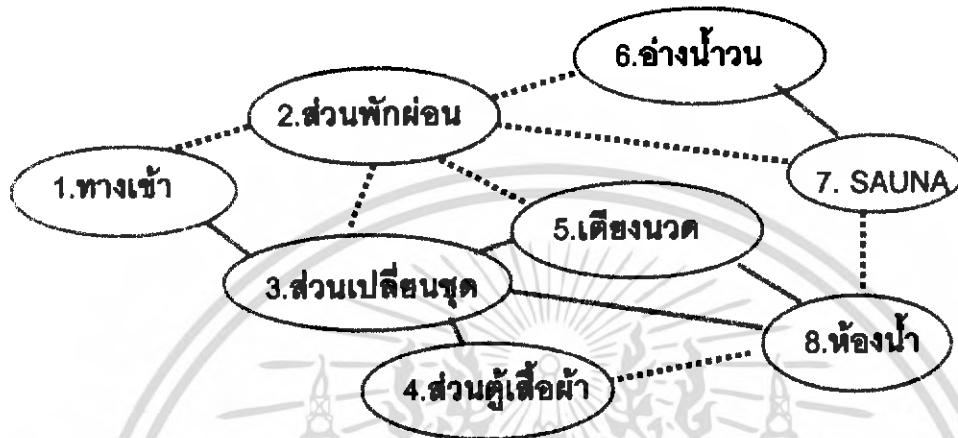 6.อ่างน้ำวน
2.ส่วนพักผ่อน
1.ทางเข้า
7. SAUNA
5.เตียงนวด
3.ส่วนเปลี่ยนชุด
8.ห้องน้ำ
4.ส่วนตู้เสื้อผ้า